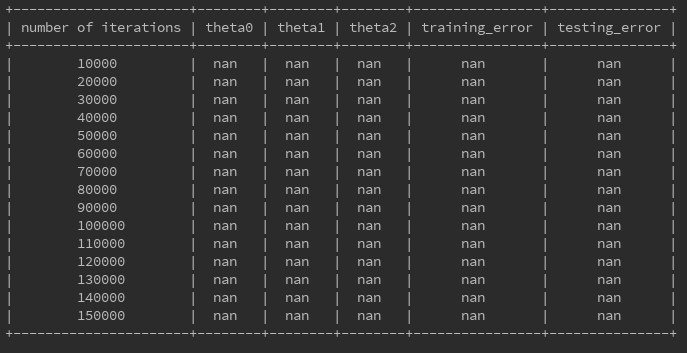 +----------------------+--------+--------+--------+----------------+---------------+
| number of iterations | theta0 | theta1 | theta2 | training_error | testing_error |
+----------------------+--------+--------+--------+----------------+---------------+
|        10000         |  nan   |  nan   |  nan   |      nan       |      nan      |
|        20000         |  nan   |  nan   |  nan   |      nan       |      nan      |
|        30000         |  nan   |  nan   |  nan   |      nan       |      nan      |
|        40000         |  nan   |  nan   |  nan   |      nan       |      nan      |
|        50000         |  nan   |  nan   |  nan   |      nan       |      nan      |
|        60000         |  nan   |  nan   |  nan   |      nan       |      nan      |
|        70000         |  nan   |  nan   |  nan   |      nan       |      nan      |
|        80000         |  nan   |  nan   |  nan   |      nan       |      nan      |
|        90000         |  nan   |  nan   |  nan   |      nan       |      nan      |
|        100000        |  nan   |  nan   |  nan   |      nan       |      nan      |
|        110000        |  nan   |  nan   |  nan   |      nan       |      nan      |
|        120000        |  nan   |  nan   |  nan   |      nan       |      nan      |
|        130000        |  nan   |  nan   |  nan   |      nan       |      nan      |
|        140000        |  nan   |  nan   |  nan   |      nan       |      nan      |
|        150000        |  nan   |  nan   |  nan   |      nan       |      nan      |
+----------------------+--------+--------+--------+----------------+---------------+